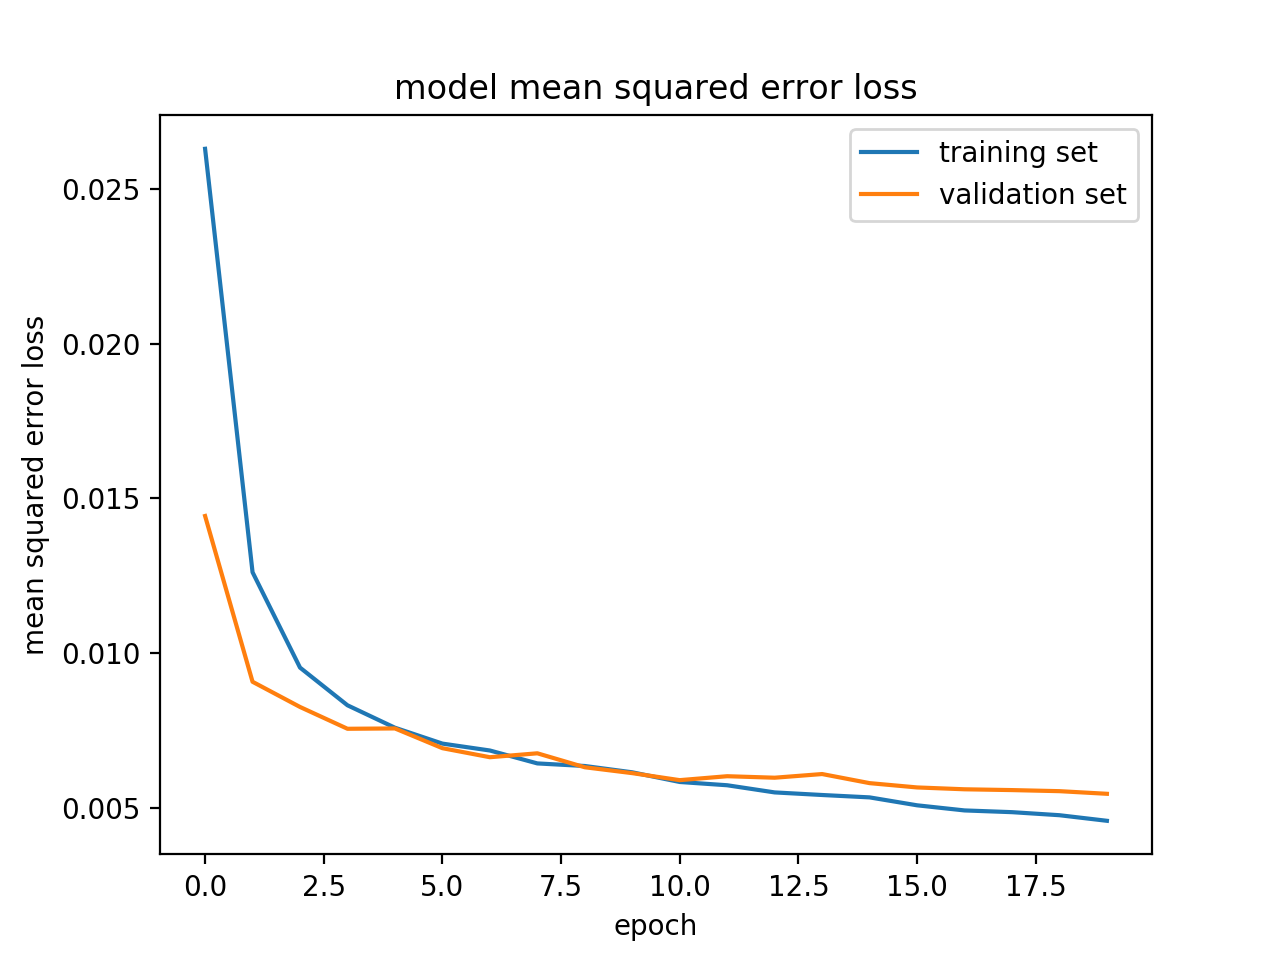 model mean squared error loss
training set
validation set
mean squared error loss
0.025
0.020
0.015
0.010
0.005
0.0 2.5 5.0 7.5 10.0 12.5 15.0 17.5
epoch